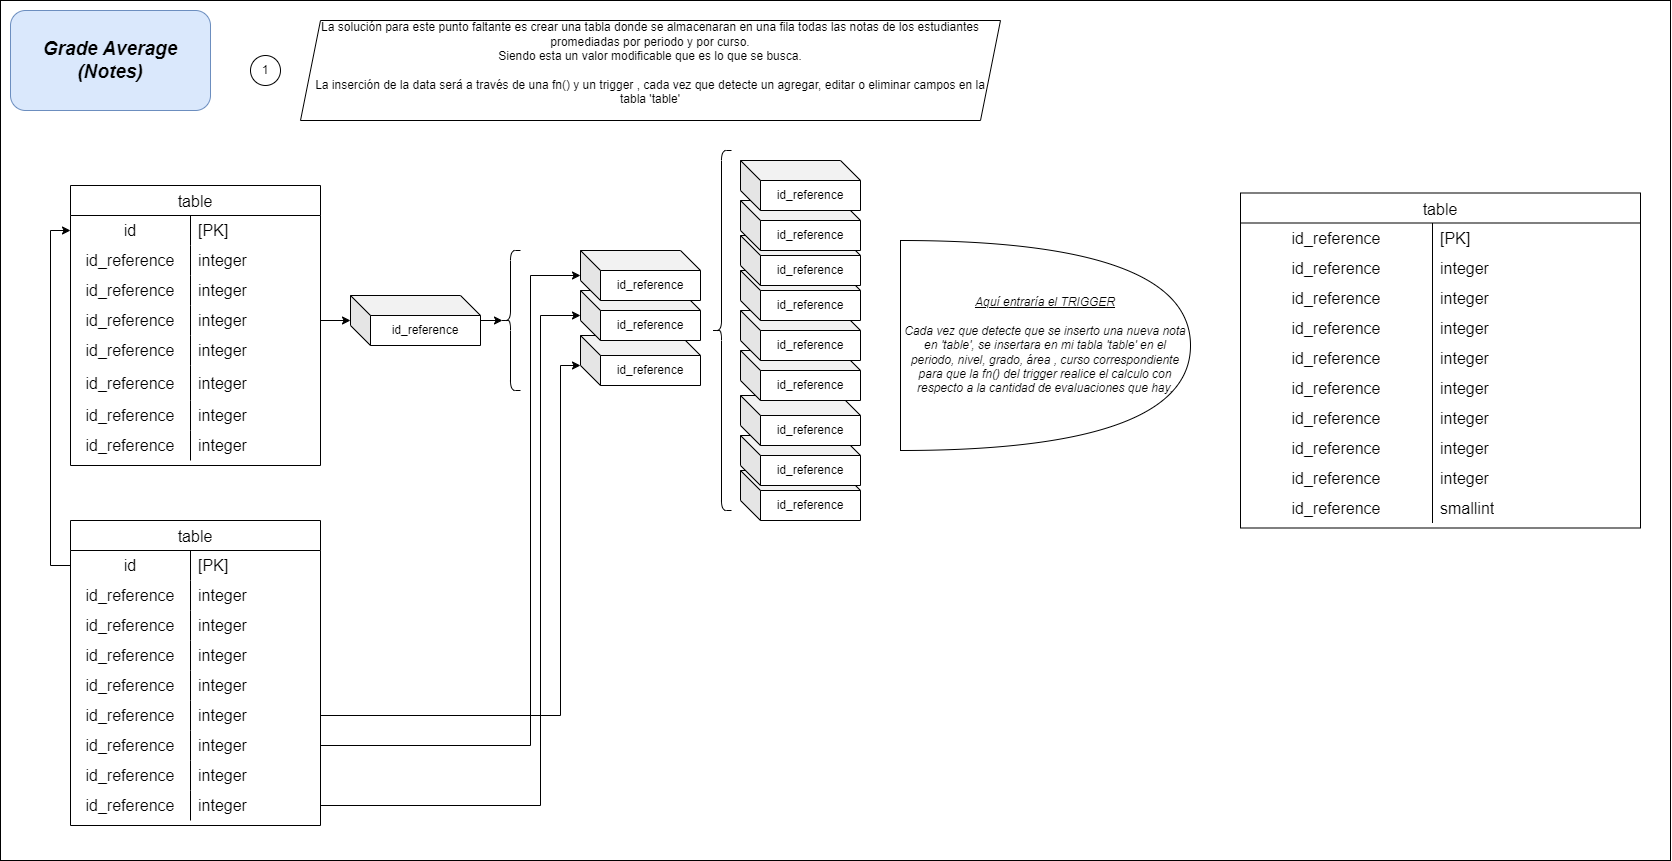 Grade Average
(Notes)
1
La solución para este punto faltante es crear una tabla donde se almacenaran en una fila todas las notas de los estudiantes
promediadas por periodo y por curso.
Siendo esta un valor modificable que es lo que se busca.
La inserción de la data será a través de una fn() y un trigger , cada vez que detecte un agregar, editar o eliminar campos en la
tabla 'table'
table
id [PK]
id_reference integer
id_reference integer
id_reference integer
id_reference integer
id_reference integer
id_reference integer
id_reference integer
table
id [PK]
id_reference integer
id_reference integer
id_reference integer
id_reference integer
id_reference integer
id_reference integer
id_reference integer
id_reference integer
id_reference
id_reference
id_reference
id_reference
id_reference
id_reference
id_reference
id_reference
id_reference
id_reference
id_reference
id_reference
id_reference
Aquí entraría el TRIGGER
Cada vez que detecte que se inserto una nueva nota
en 'table', se insertara en mi tabla 'table' en el
periodo, nivel, grado, área , curso correspondiente
para que la fn() del trigger realice el calculo con
respecto a la cantidad de evaluaciones que hay.
table
id_reference [PK]
id_reference integer
id_reference integer
id_reference integer
id_reference integer
id_reference integer
id_reference integer
id_reference integer
id_reference integer
id_reference smallint